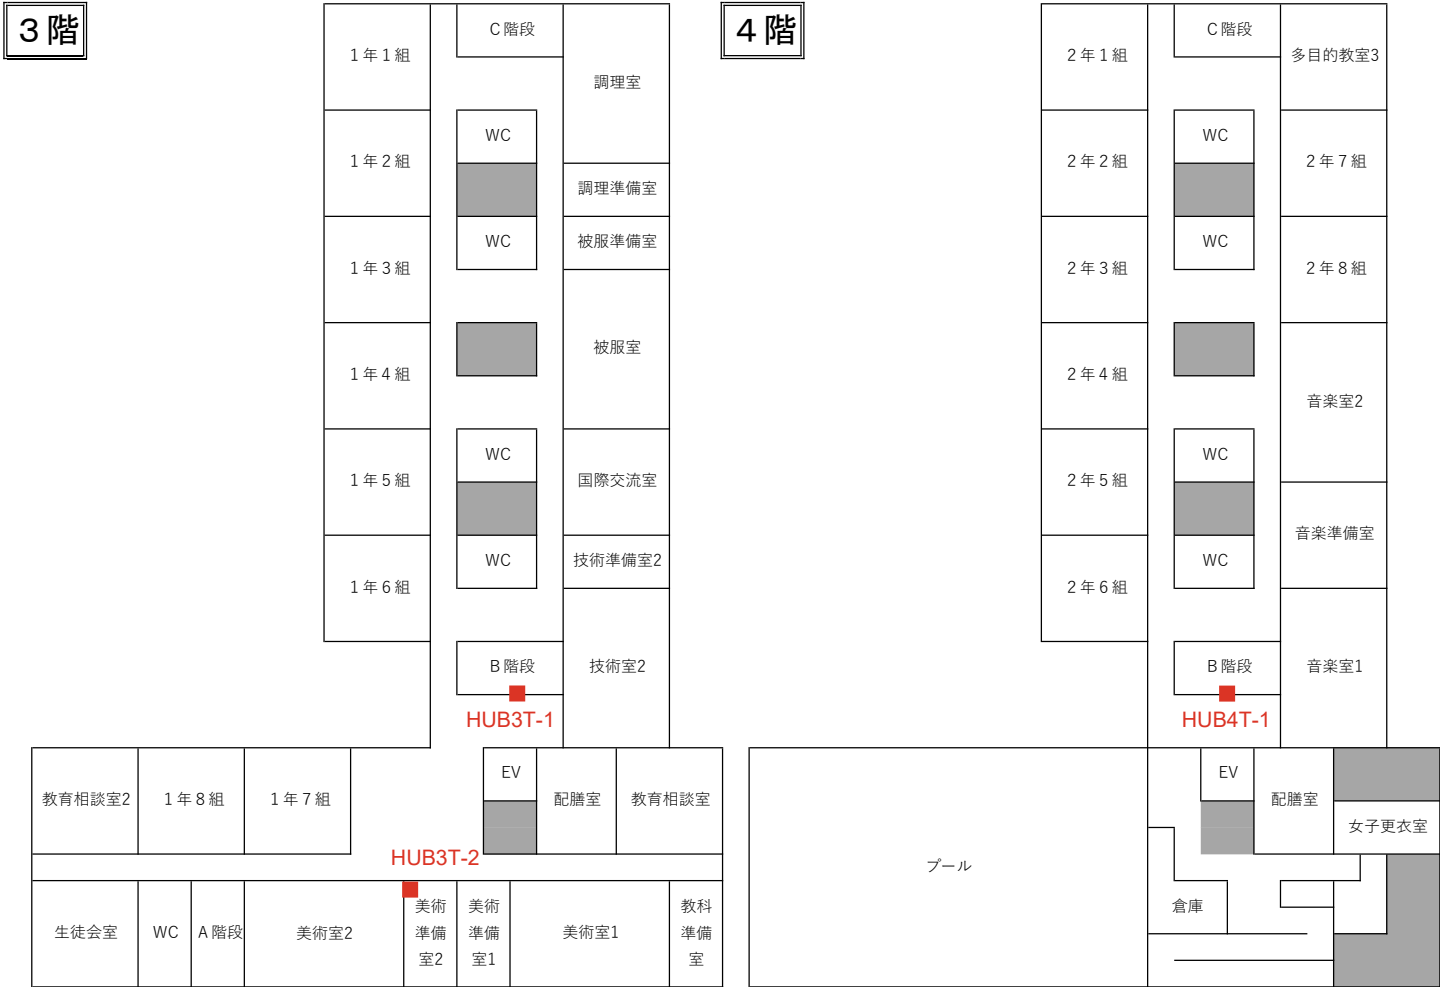 ３階
C階段
1年1組
調理室
WC
1年2組
調理準備室
WC
被服準備室
1年3組
被服室
1年4組
WC
1年5組
国際交流室
WC
技術準備室2
1年6組
B階段
技術室2
HUB3T-1
EV
教育相談室2
1年8組
1年7組
配膳室
教育相談室
HUB3T-2
生徒会室
WC
A階段
美術室2
美術
準備
室2
美術
準備
室1
美術室1
教科
準備
室
４階
C階段
2年1組
多目的教室3
WC
2年2組
2年7組
WC
2年3組
2年8組
2年4組
音楽室2
WC
2年5組
音楽準備室
WC
2年6組
B階段
音楽室1
HUB4T-1
EV
配膳室
女子更衣室
プール
倉庫